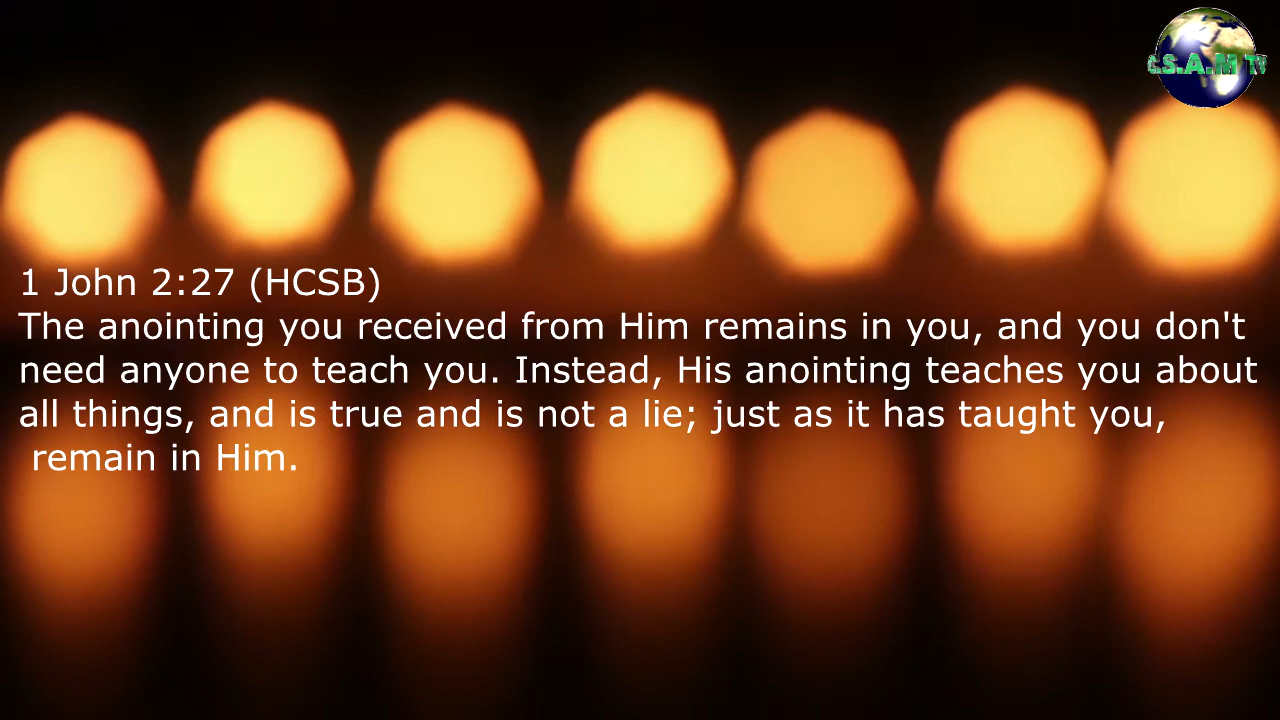 C.S.A.M TV
1 John 2:27 (HCSB)
The anointing you received from Him remains in you, and you don't
need anyone to teach you. Instead, His anointing teaches you about
all things, and is true and is not a lie; just as it has taught you,
remain in Him.